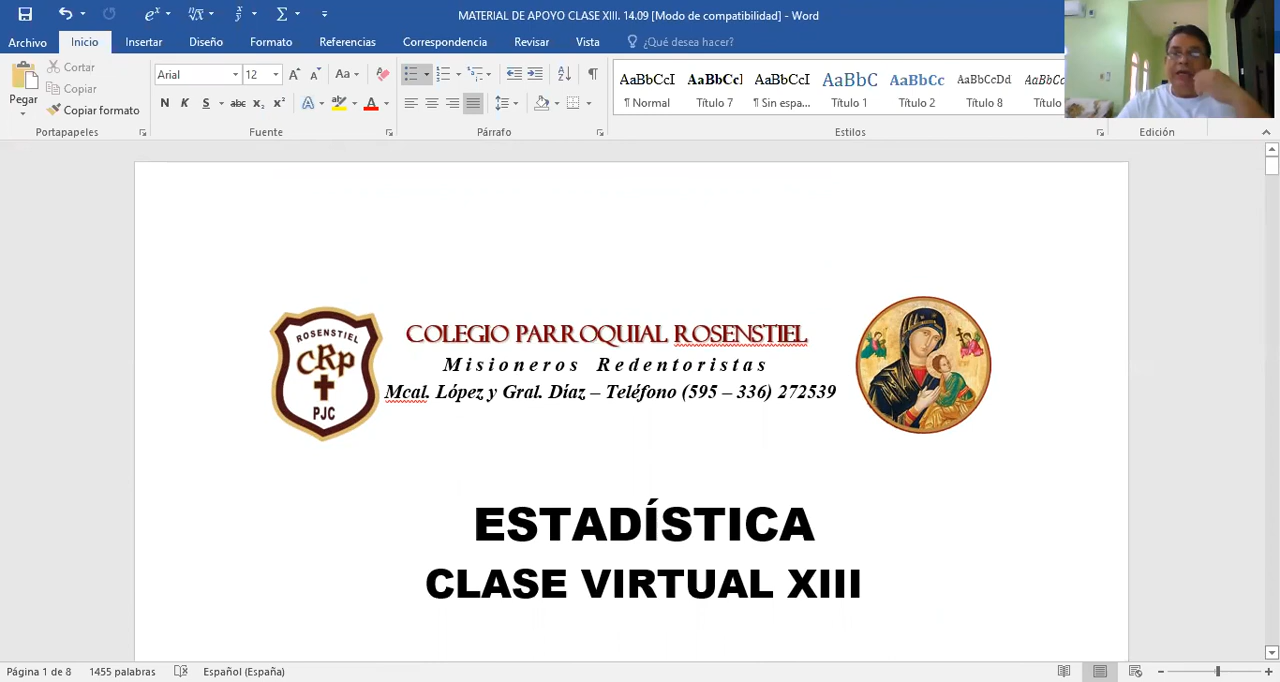 MATERIAL DE APOYO CLASE XIII. 14.09 [Modo de compatibilidad] - Word
Archivo Inicio Insertar Diseño Formato Referencias Correspondencia Revisar Vista ¿Qué desea hacer?
Pegar
Cortar
Copiar
Copiar formato
Portapapeles
Arial 12
Aa
N K S abc x₂ x²
Fuente
Párrafo
AaBbCcI AaBbCcI AaBbCcI AaBbC AaBbCc AaBbCcDd AaBbCc
¶ Normal Título 7 ¶ Sin espa... Título 1 Título 2 Título 8 Título
Estilos
Edición
ROSENSTIEL
CRP
PJC
COLEGIO PARROQUIAL ROSENSTIEL
Misioneros Redentoristas
Mcal. López y Gral. Díaz – Teléfono (595 – 336) 272539
ESTADÍSTICA
CLASE VIRTUAL XIII
Página 1 de 8 1455 palabras Español (España)